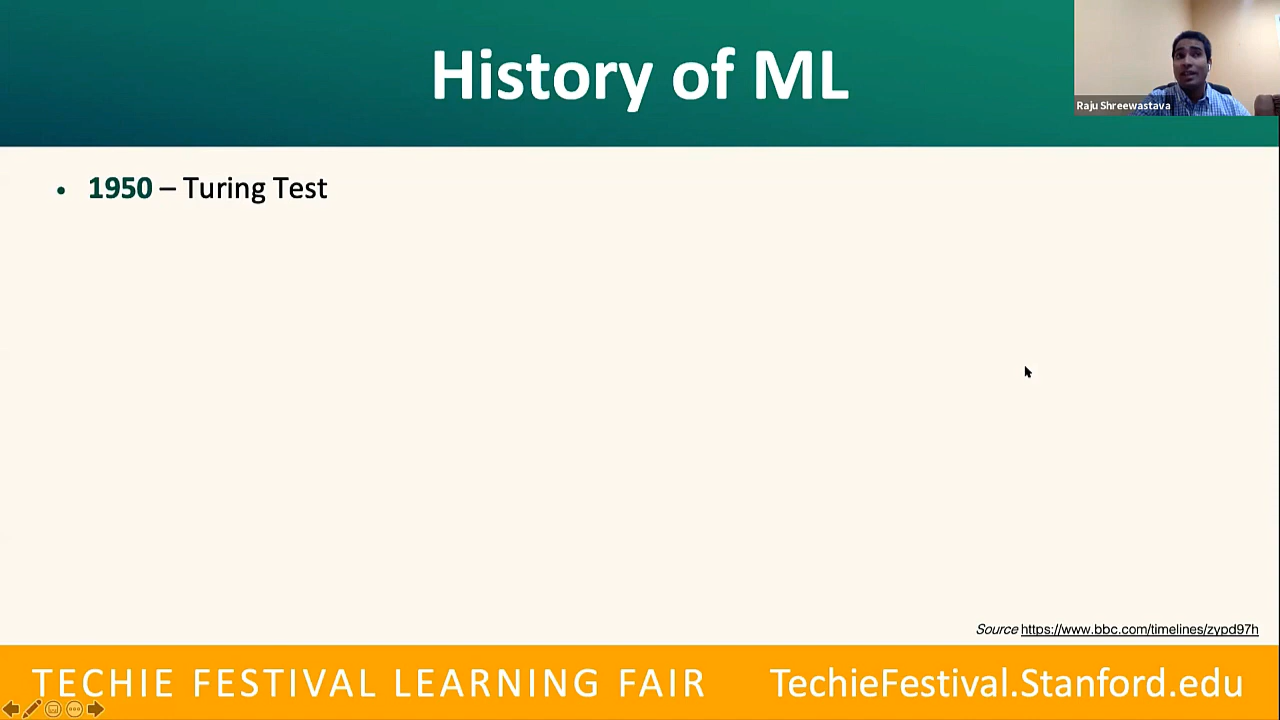 History of ML
Raju Shreewastava
• 1950 – Turing Test
Source https://www.bbc.com/timelines/zypd97h
TECHIE FESTIVAL LEARNING FAIR TechieFestival.Stanford.edu